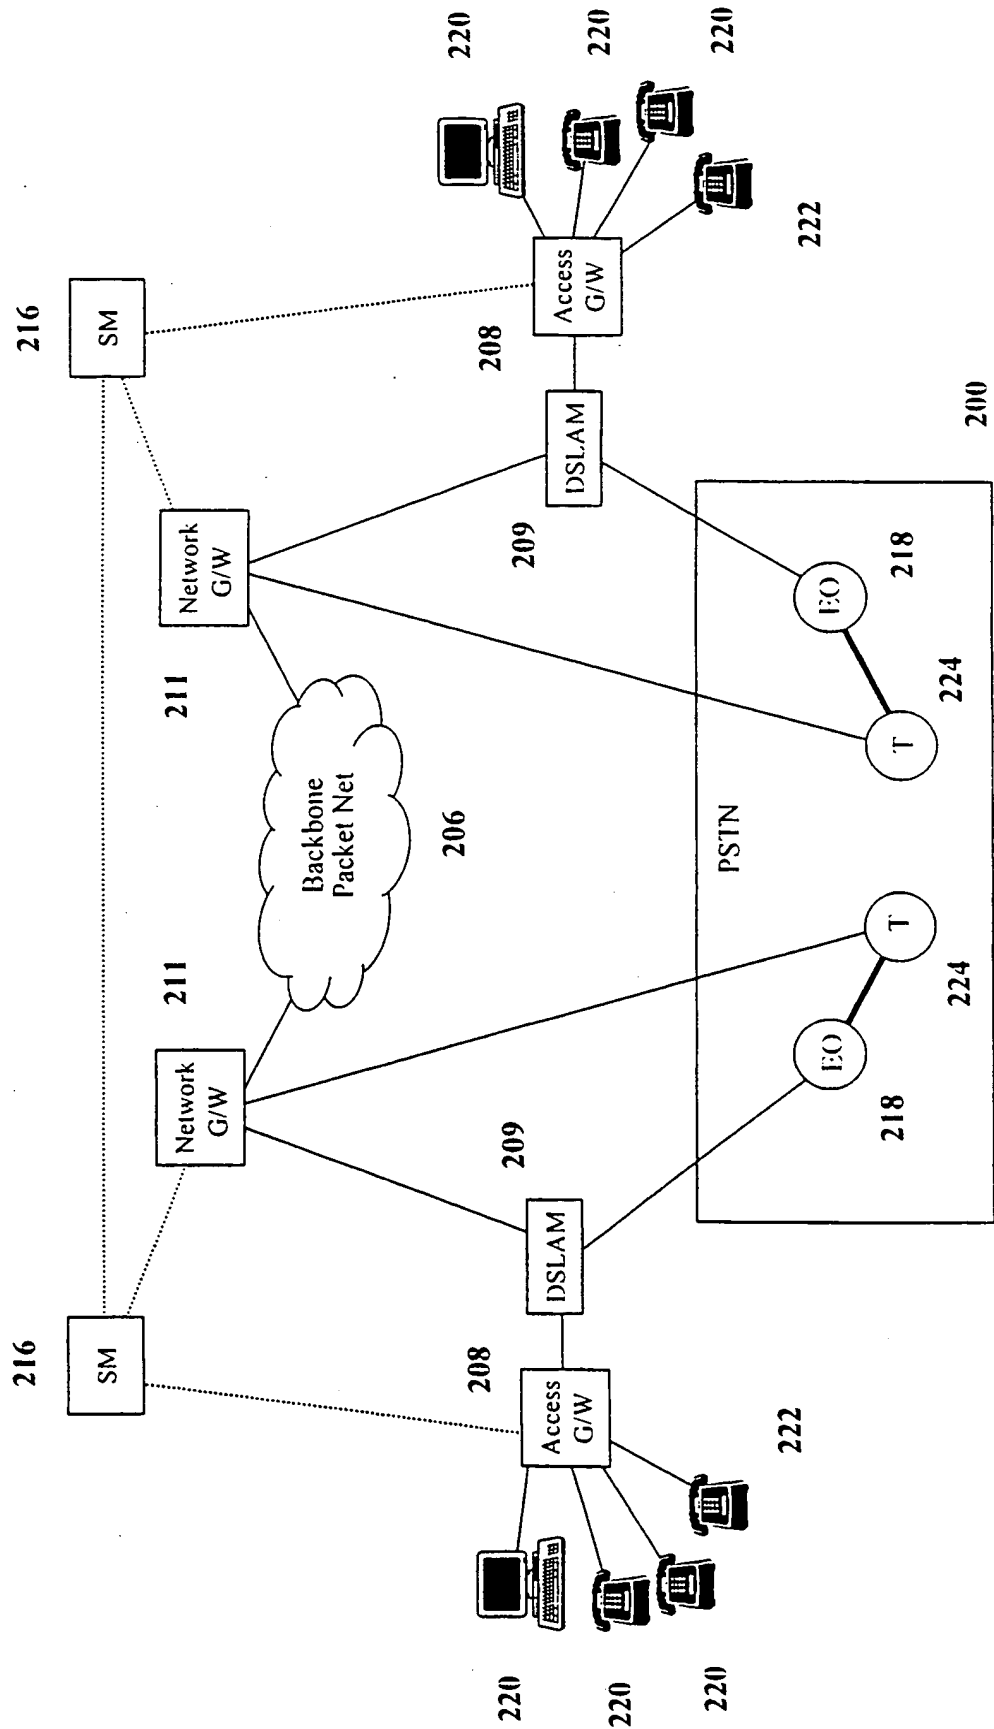 216
SM
216
SM
211
Network
G/W
211
Network
G/W
Backbone
Packet Net
206
220
220
220
208
Access
G/W
222
209
DSLAM
209
DSLAM
208
Access
G/W
220
220
220
222
PSTN
EO
218
T
224
T
224
EO
218
200